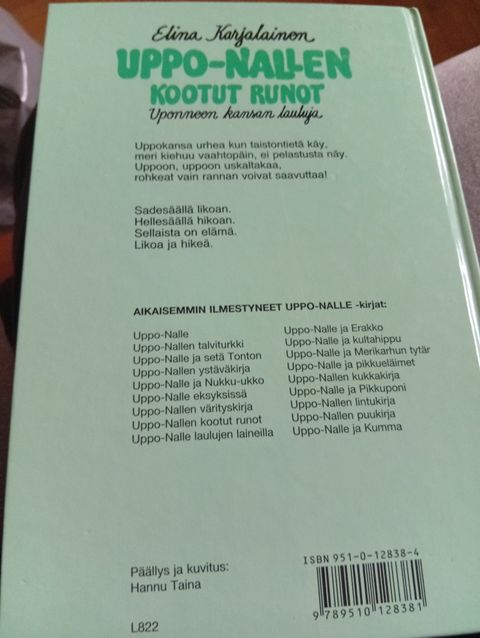 Elina Karjalainen
UPPO-NALLEN
KOOTUT RUNOT
Uponneen kansan lauluja
Uppokansa urhea kun taistontietä käy,
meri kiehuu vaahtopäin, ei pelastusta näy.
Uppoon, uppoon uskaltakaa,
rohkeat vain rannan voivat saavuttaa!
Sadesäällä likoan.
Hellesäällä hikoan.
Sellaista on elämä.
Likoa ja hikeä.
AIKAISEMMIN ILMESTYNEET UPPO-NALLE -kirjat:
Uppo-Nalle
Uppo-Nallen talviturkki
Uppo-Nalle ja setä Tonton
Uppo-Nallen ystäväkirja
Uppo-Nalle ja Nukku-ukko
Uppo-Nalle eksyksissä
Uppo-Nallen värityskirja
Uppo-Nallen kootut runot
Uppo-Nalle laulujen laineilla
Uppo-Nalle ja Erakko
Uppo-Nalle ja kultahippu
Uppo-Nalle ja Merikarhun tytär
Uppo-Nalle ja pikkueläimet
Uppo-Nallen kukkakirja
Uppo-Nalle ja Pikkuponi
Uppo-Nallen lintukirja
Uppo-Nallen puukirja
Uppo-Nalle ja Kumma
Päällys ja kuvitus:
Hannu Taina
L822
ISBN 951-0-12838-4
9 789510 128381